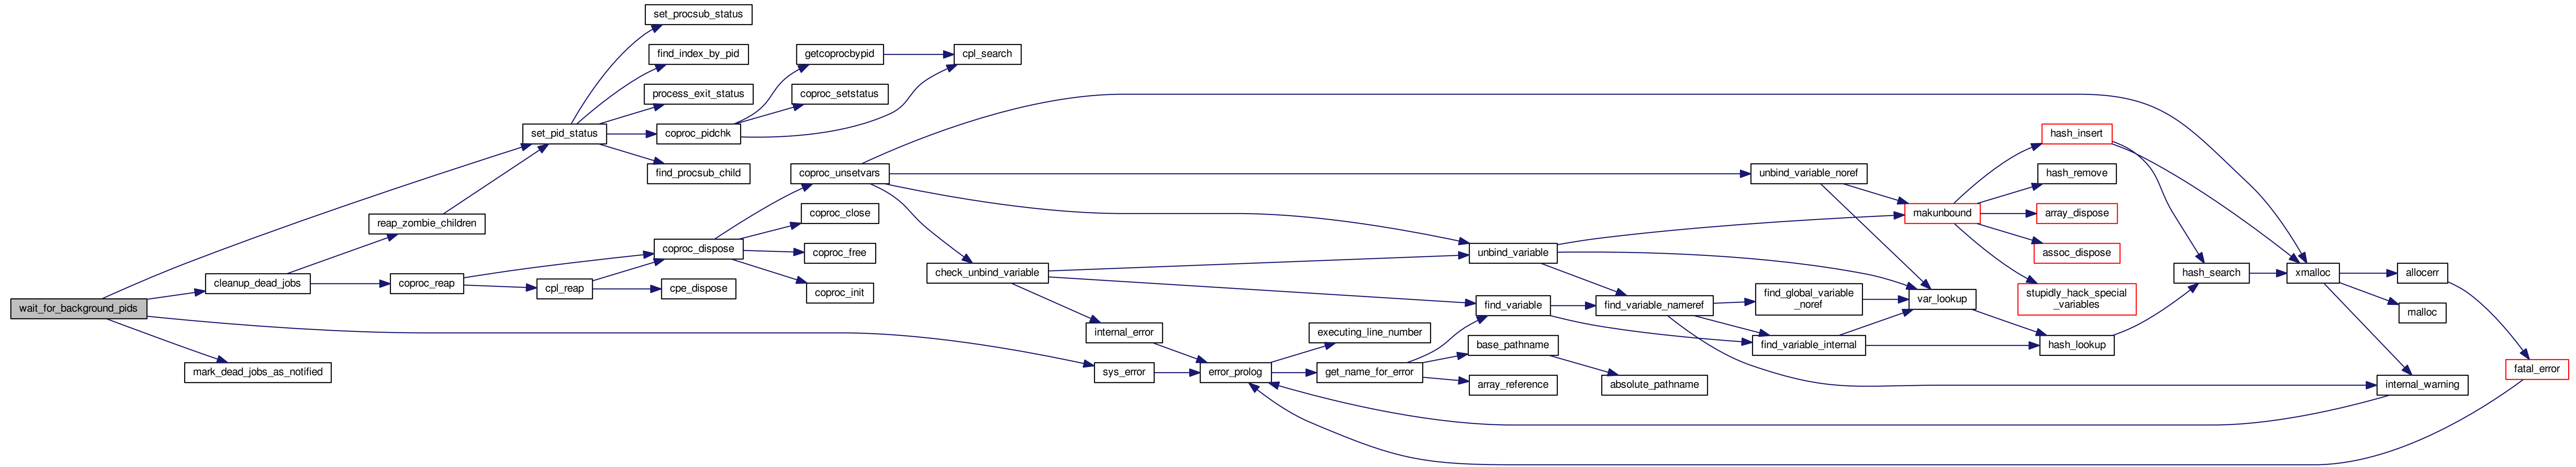 wait_for_background_pids
cleanup_dead_jobs
mark_dead_jobs_as_notified
reap_zombie_children
coproc_reap
set_pid_status
cpl_reap
set_procsub_status
find_index_by_pid
process_exit_status
coproc_pidchk
find_procsub_child
coproc_dispose
cpe_dispose
getcoprocbypid
coproc_setstatus
coproc_unsetvars
coproc_close
coproc_free
coproc_init
cpl_search
check_unbind_variable
internal_error
sys_error
error_prolog
executing_line_number
get_name_for_error
unbind_variable
find_variable
base_pathname
array_reference
find_variable_nameref
absolute_pathname
unbind_variable_noref
find_global_variable
_noref
find_variable_internal
makunbound
var_lookup
hash_insert
hash_remove
array_dispose
assoc_dispose
stupidly_hack_special
_variables
hash_lookup
hash_search
xmalloc
allocerr
malloc
internal_warning
fatal_error